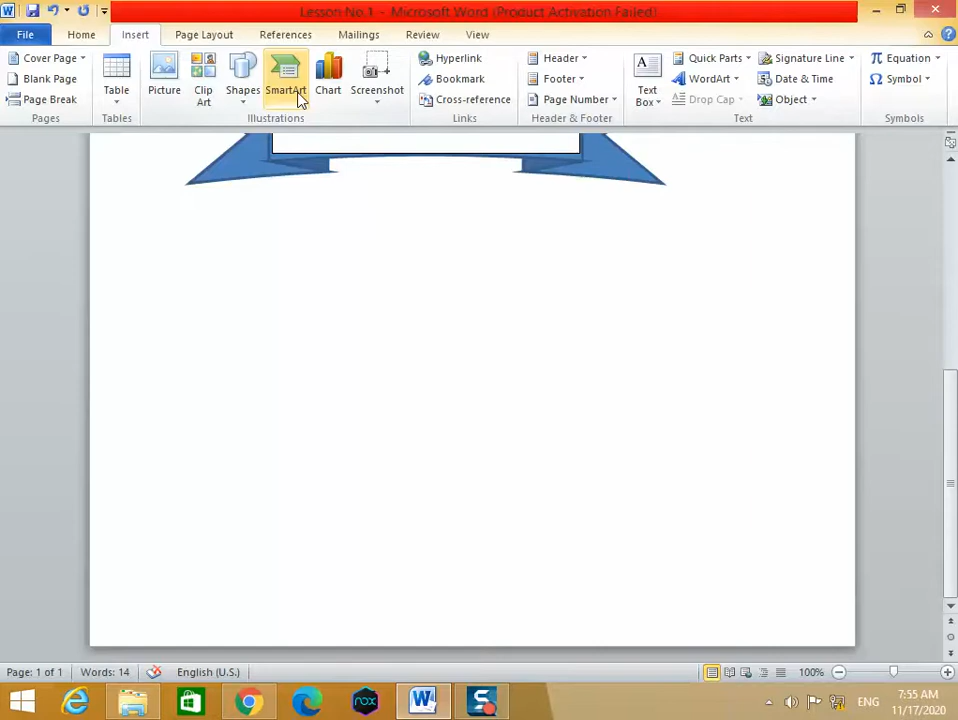 Lesson No.1 - Microsoft Word (Product Activation Failed)
File Home Insert Page Layout References Mailings Review View
Cover Page
Blank Page
Page Break
Pages
Table
Tables
Picture
Clip Art
Shapes
SmartArt
Chart
Screenshot
Illustrations
Hyperlink
Bookmark
Cross-reference
Links
Header
Footer
Page Number
Header & Footer
Text Box
Quick Parts
WordArt
Drop Cap
Signature Line
Date & Time
Object
Text
Equation
Symbol
Symbols
Page: 1 of 1 Words: 14 English (U.S.) 100%
nox
ENG
7:55 AM
11/17/2020